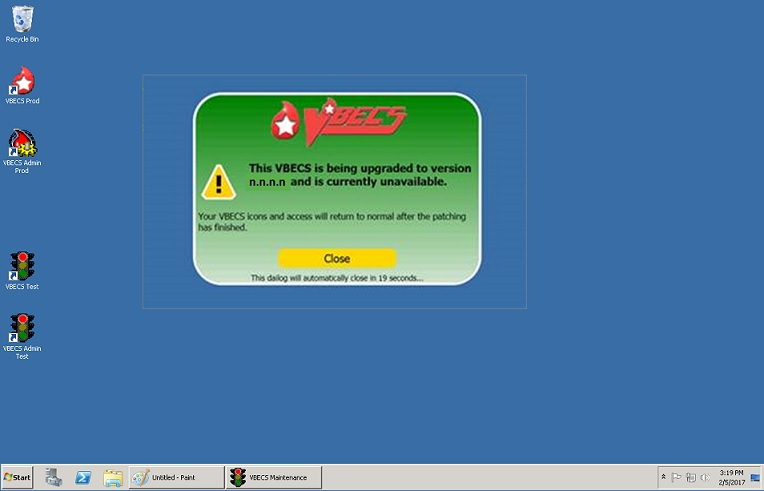 Recycle Bin
VBECS Prod
VBECS Admin
Prod
VBECS Test
VBECS Admin
Test
VBECS
This VBECS is being upgraded to version
n.n.n.n and is currently unavailable.
Your VBECS icons and access will return to normal after the patching
has finished.
Close
This dailog will automatically close in 19 seconds...
Start
Untitled - Paint
VBECS Maintenance
3:19 PM
2/5/2017